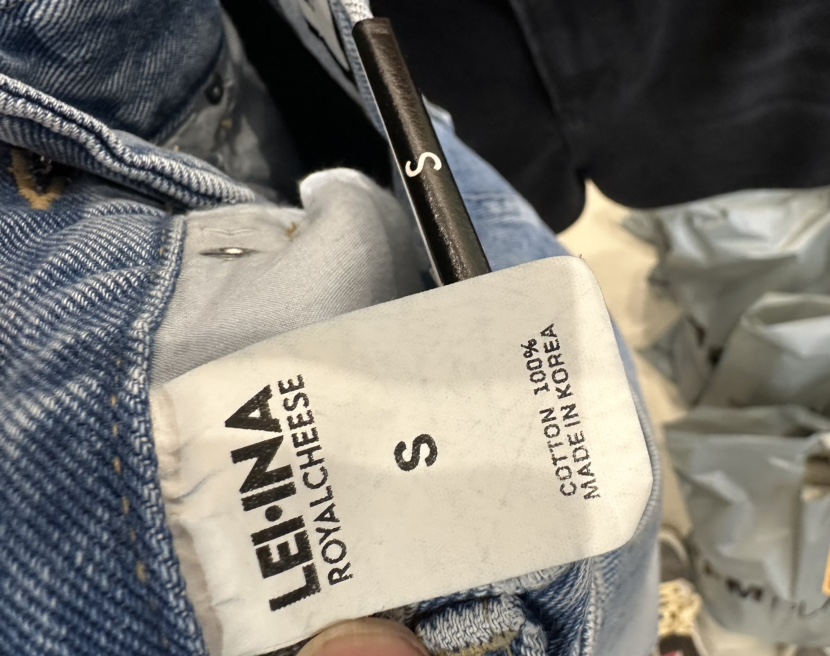 S
LEI•INA
ROYALCHEESE
S
COTTON 100%
MADE IN KOREA